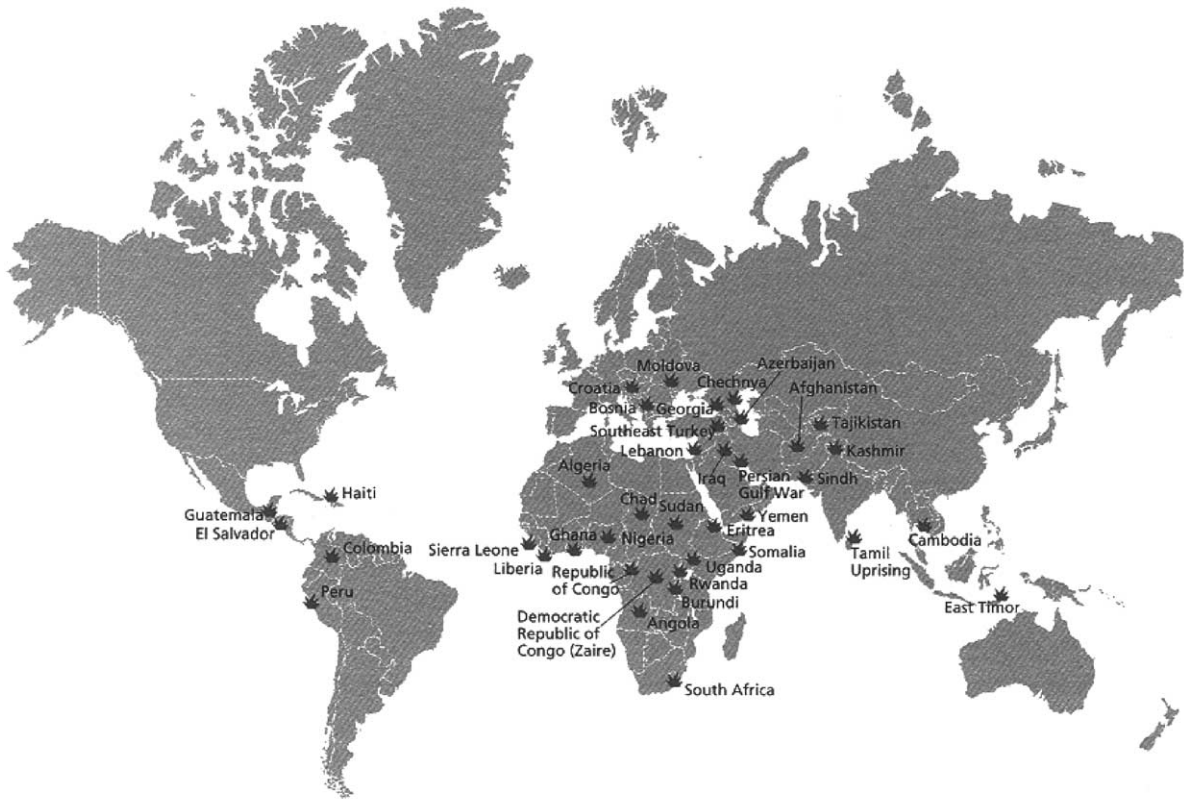 Moldova
Azerbaijan
Croatia
Chechnya
Afghanistan
Bosnia
Georgia
Southeast Turkey
Tajikistan
Lebanon
Kashmir
Algeria
Iraq
Persian
Gulf War
Sindh
Haiti
Chad
Sudan
Guatemala
El Salvador
Yemen
Eritrea
Ghana
Nigeria
Colombia
Sierra Leone
Liberia
Somalia
Tamil
Uprising
Cambodia
Republic
of Congo
Uganda
Rwanda
Burundi
Peru
East Timor
Democratic
Republic of
Congo (Zaire)
Angola
South Africa